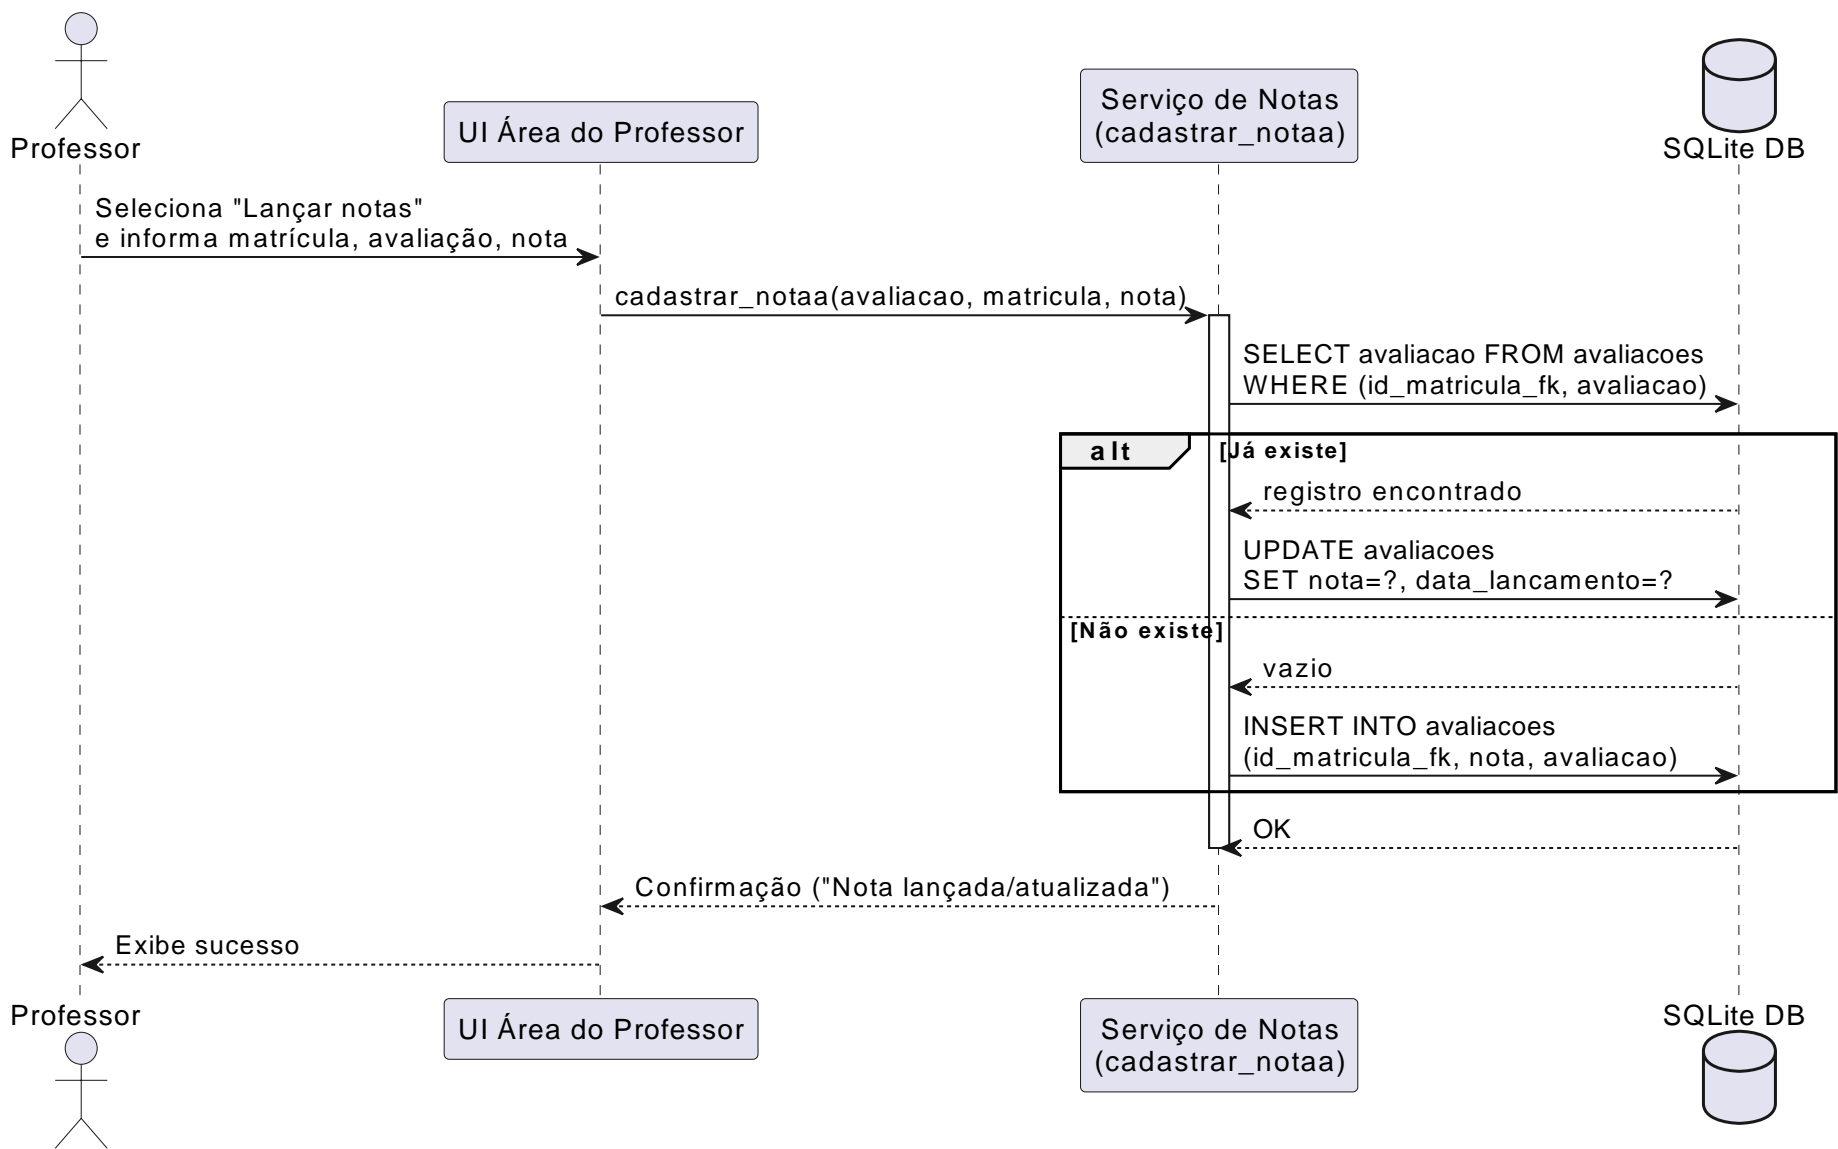 Professor
UI Área do Professor
Serviço de Notas
(cadastrar_notaa)
SQLite DB
Seleciona "Lançar notas"
e informa matrícula, avaliação, nota
cadastrar_notaa(avaliacao, matricula, nota)
SELECT avaliacao FROM avaliacoes
WHERE (id_matricula_fk, avaliacao)
alt
[Já existe]
registro encontrado
UPDATE avaliacoes
SET nota=?, data_lancamento=?
[Não existe]
vazio
INSERT INTO avaliacoes
(id_matricula_fk, nota, avaliacao)
OK
Confirmação ("Nota lançada/atualizada")
Exibe sucesso
Professor
UI Área do Professor
Serviço de Notas
(cadastrar_notaa)
SQLite DB